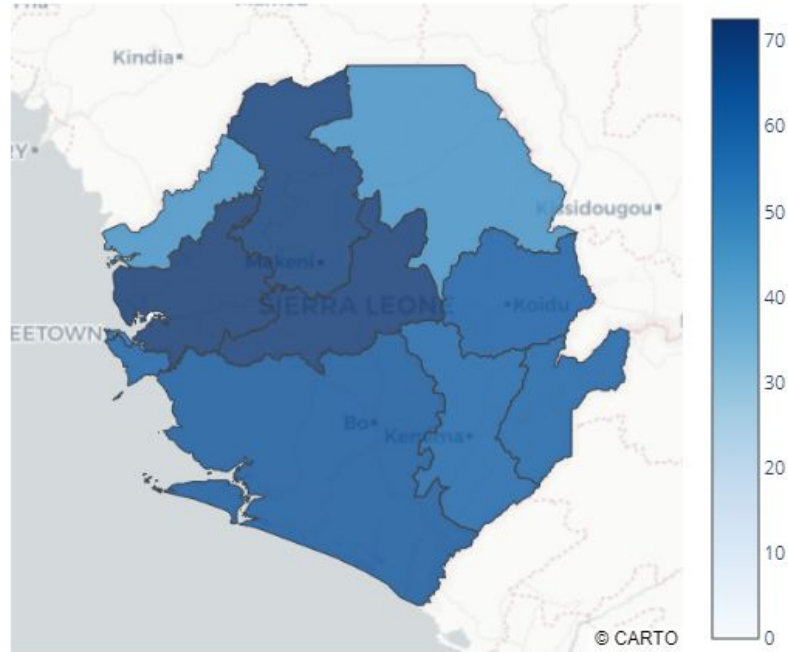 Kindia
Kissidougou
Makeni
SIERRA LEONE
Koidu
EETOWN
Bo
Kenema
© CARTO
70
60
50
40
30
20
10
0